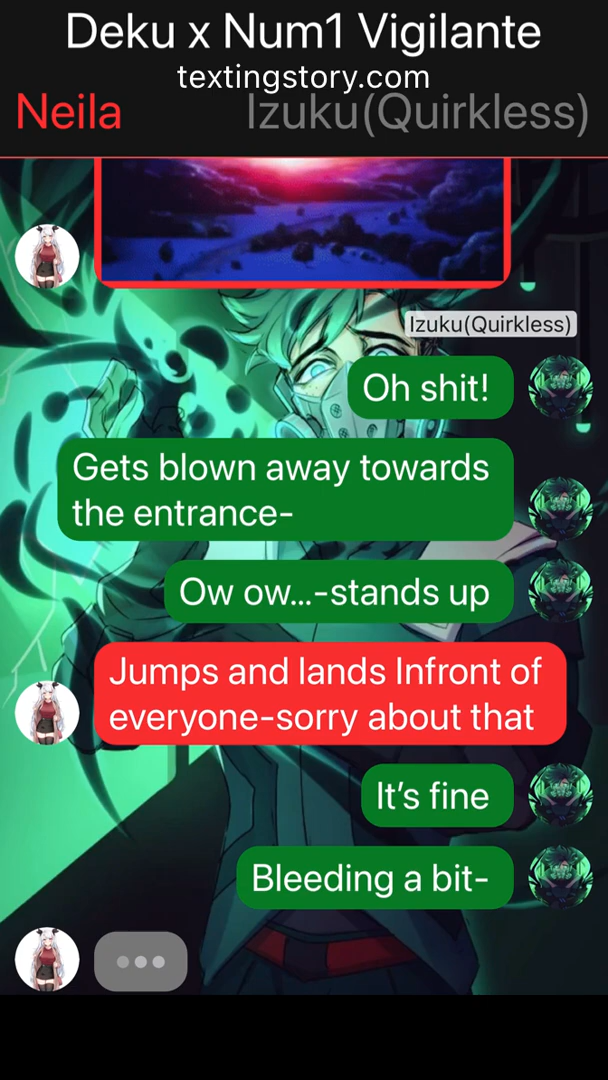 Deku x Num1 Vigilante
textingstory.com
Neila
Izuku(Quirkless)
Izuku(Quirkless)
Oh shit!
Gets blown away towards
the entrance-
Ow ow...-stands up
Jumps and lands Infront of
everyone-sorry about that
It's fine
Bleeding a bit-